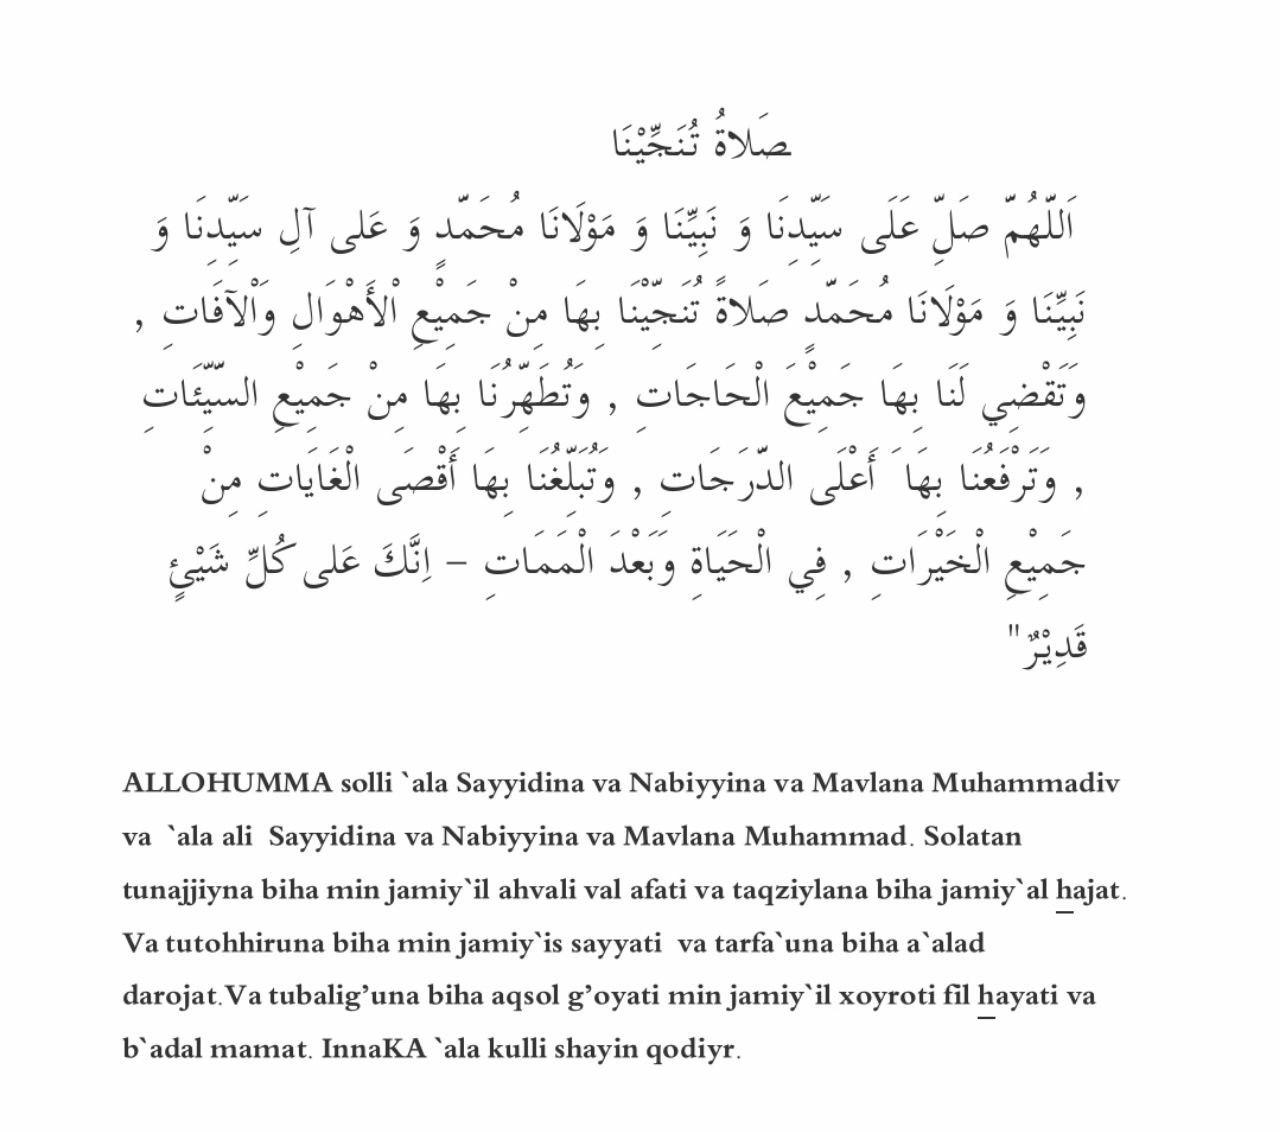 صَلاةُ تُنَجِّيْنَا
اَللّهُمّ صَلِّ عَلَى سَيِّدِنَا وَ نَبِيِّنَا وَ مَوْلَانَا مُحَمّدٍ وَ عَلى آلِ سَيِّدِنَا وَ
نَبِيِّنَا وَ مَوْلَانَا مُحَمّدٍ صَلاةً تُنَجِّيْنَا بِهَا مِنْ جَمِيْعِ اْلأَهْوَالِ وَاْلآفَاتِ ,
وَتَقْضِي لَنَا بِهَا جَمِيْعَ الْحَاجَاتِ , وَتُطَهِّرُنَا بِهَا مِنْ جَمِيْعِ السّيِّئَاتِ
, وَتَرْفَعُنَا بِهَا َ أَعْلَى الدّرَجَاتِ , وَتُبَلِّغُنَا بِهَا أَقْصَى الْغَايَاتِ مِنْ
جَمِيْعِ الْخَيْرَاتِ , فِي الْحَيَاةِ وَبَعْدَ الْمَمَاتِ – اِنَّكَ عَلى كُلِّ شَيْئٍ
قَدِيْرٌ"
ALLOHUMMA solli `ala Sayyidina va Nabiyyina va Mavlana Muhammadiv
va `ala ali Sayyidina va Nabiyyina va Mavlana Muhammad. Solatan
tunajjiyna biha min jamiy`il ahvali val afati va taqziylana biha jamiy`al hajat.
Va tutohhiruna biha min jamiy`is sayyati va tarfa`una biha a`alad
darojat.Va tubalig’una biha aqsol g’oyati min jamiy`il xoyroti fil hayati va
b`adal mamat. InnaKA `ala kulli shayin qodiyr.